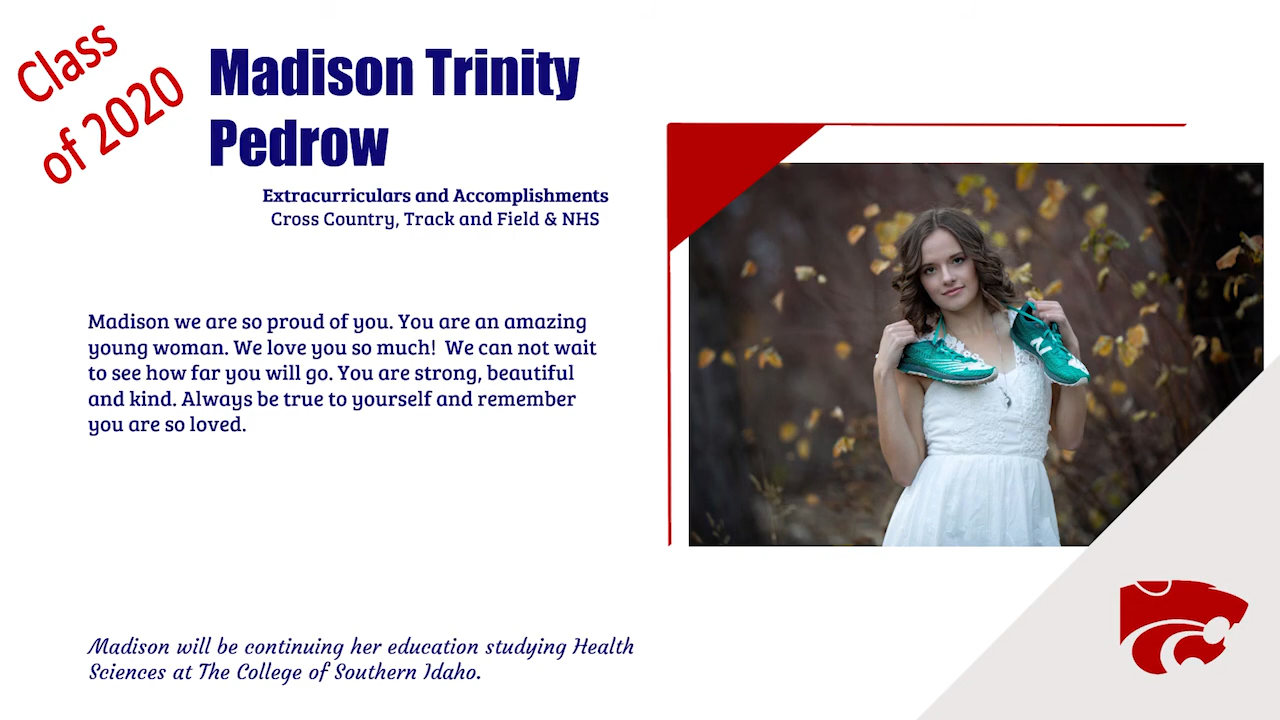 Class
of 2020
Madison Trinity
Pedrow
Extracurriculars and Accomplishments
Cross Country, Track and Field & NHS
Madison we are so proud of you. You are an amazing
young woman. We love you so much!  We can not wait
to see how far you will go. You are strong, beautiful
and kind. Always be true to yourself and remember
you are so loved.
Madison will be continuing her education studying Health
Sciences at The College of Southern Idaho.
N